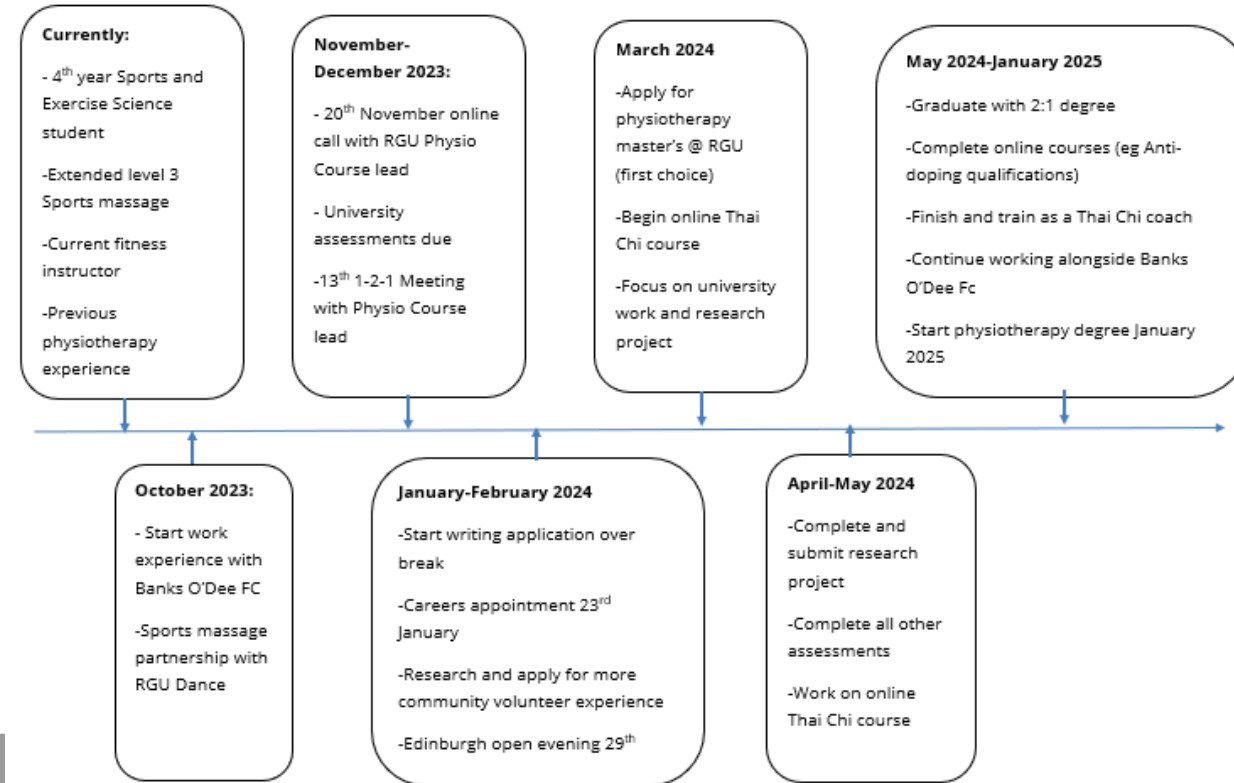 Currently:
- 4th year Sports and
Exercise Science
student
-Extended level 3
Sports massage
-Current fitness
instructor
-Previous
physiotherapy
experience
November-
December 2023:
- 20th November online
call with RGU Physio
Course lead
- University
assessments due
-13th 1-2-1 Meeting
with Physio Course
lead
March 2024
-Apply for
physiotherapy
master's @ RGU
(first choice)
-Begin online Thai
Chi course
-Focus on university
work and research
project
May 2024-January 2025
-Graduate with 2:1 degree
-Complete online courses (eg Anti-
doping qualifications)
-Finish and train as a Thai Chi coach
-Continue working alongside Banks
O'Dee Fc
-Start physiotherapy degree January
2025
October 2023:
- Start work
experience with
Banks O'Dee FC
-Sports massage
partnership with
RGU Dance
January-February 2024
-Start writing application over
break
-Careers appointment 23rd
January
-Research and apply for more
community volunteer experience
-Edinburgh open evening 29th
April-May 2024
-Complete and
submit research
project
-Complete all other
assessments
-Work on online
Thai Chi course